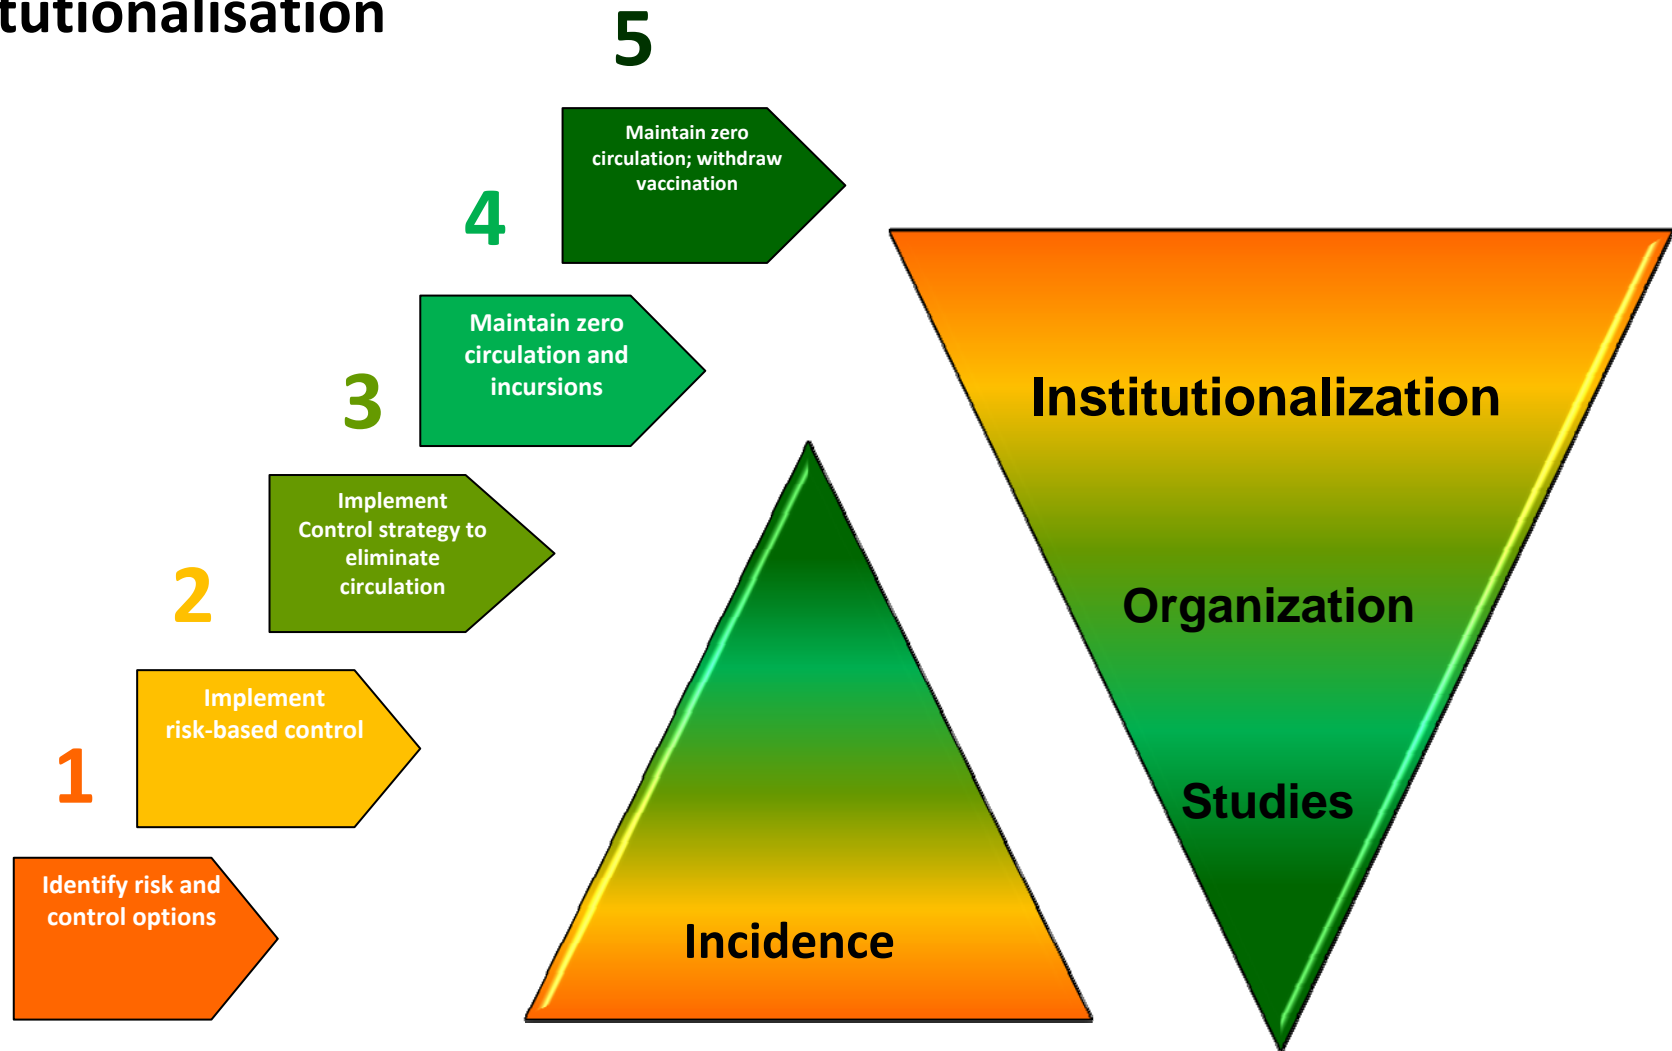 tutionalisation
5
Maintain zero
circulation; withdraw
vaccination
4
Maintain zero
circulation and
incursions
3
Implement
Control strategy to
eliminate
circulation
2
Implement
risk-based control
1
Identify risk and
control options
Incidence
Institutionalization
Organization
Studies